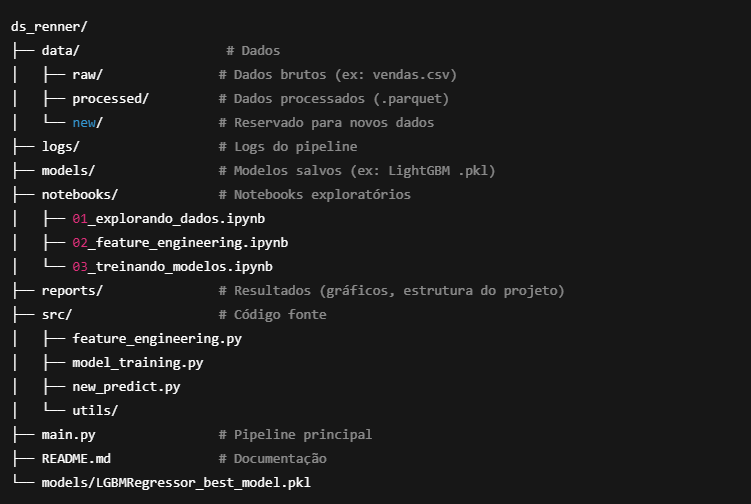 ds_renner/
├── data/                   # Dados
│   ├── raw/               # Dados brutos (ex: vendas.csv)
│   ├── processed/         # Dados processados (.parquet)
│   └── new/               # Reservado para novos dados
├── logs/                  # Logs do pipeline
├── models/                # Modelos salvos (ex: LightGBM .pkl)
├── notebooks/             # Notebooks exploratórios
│   ├── 01_explorando_dados.ipynb
│   ├── 02_feature_engineering.ipynb
│   └── 03_treinando_modelos.ipynb
├── reports/               # Resultados (gráficos, estrutura do projeto)
├── src/                   # Código fonte
│   ├── feature_engineering.py
│   ├── model_training.py
│   ├── new_predict.py
│   └── utils/
├── main.py                # Pipeline principal
├── README.md              # Documentação
└── models/LGBMRegressor_best_model.pkl